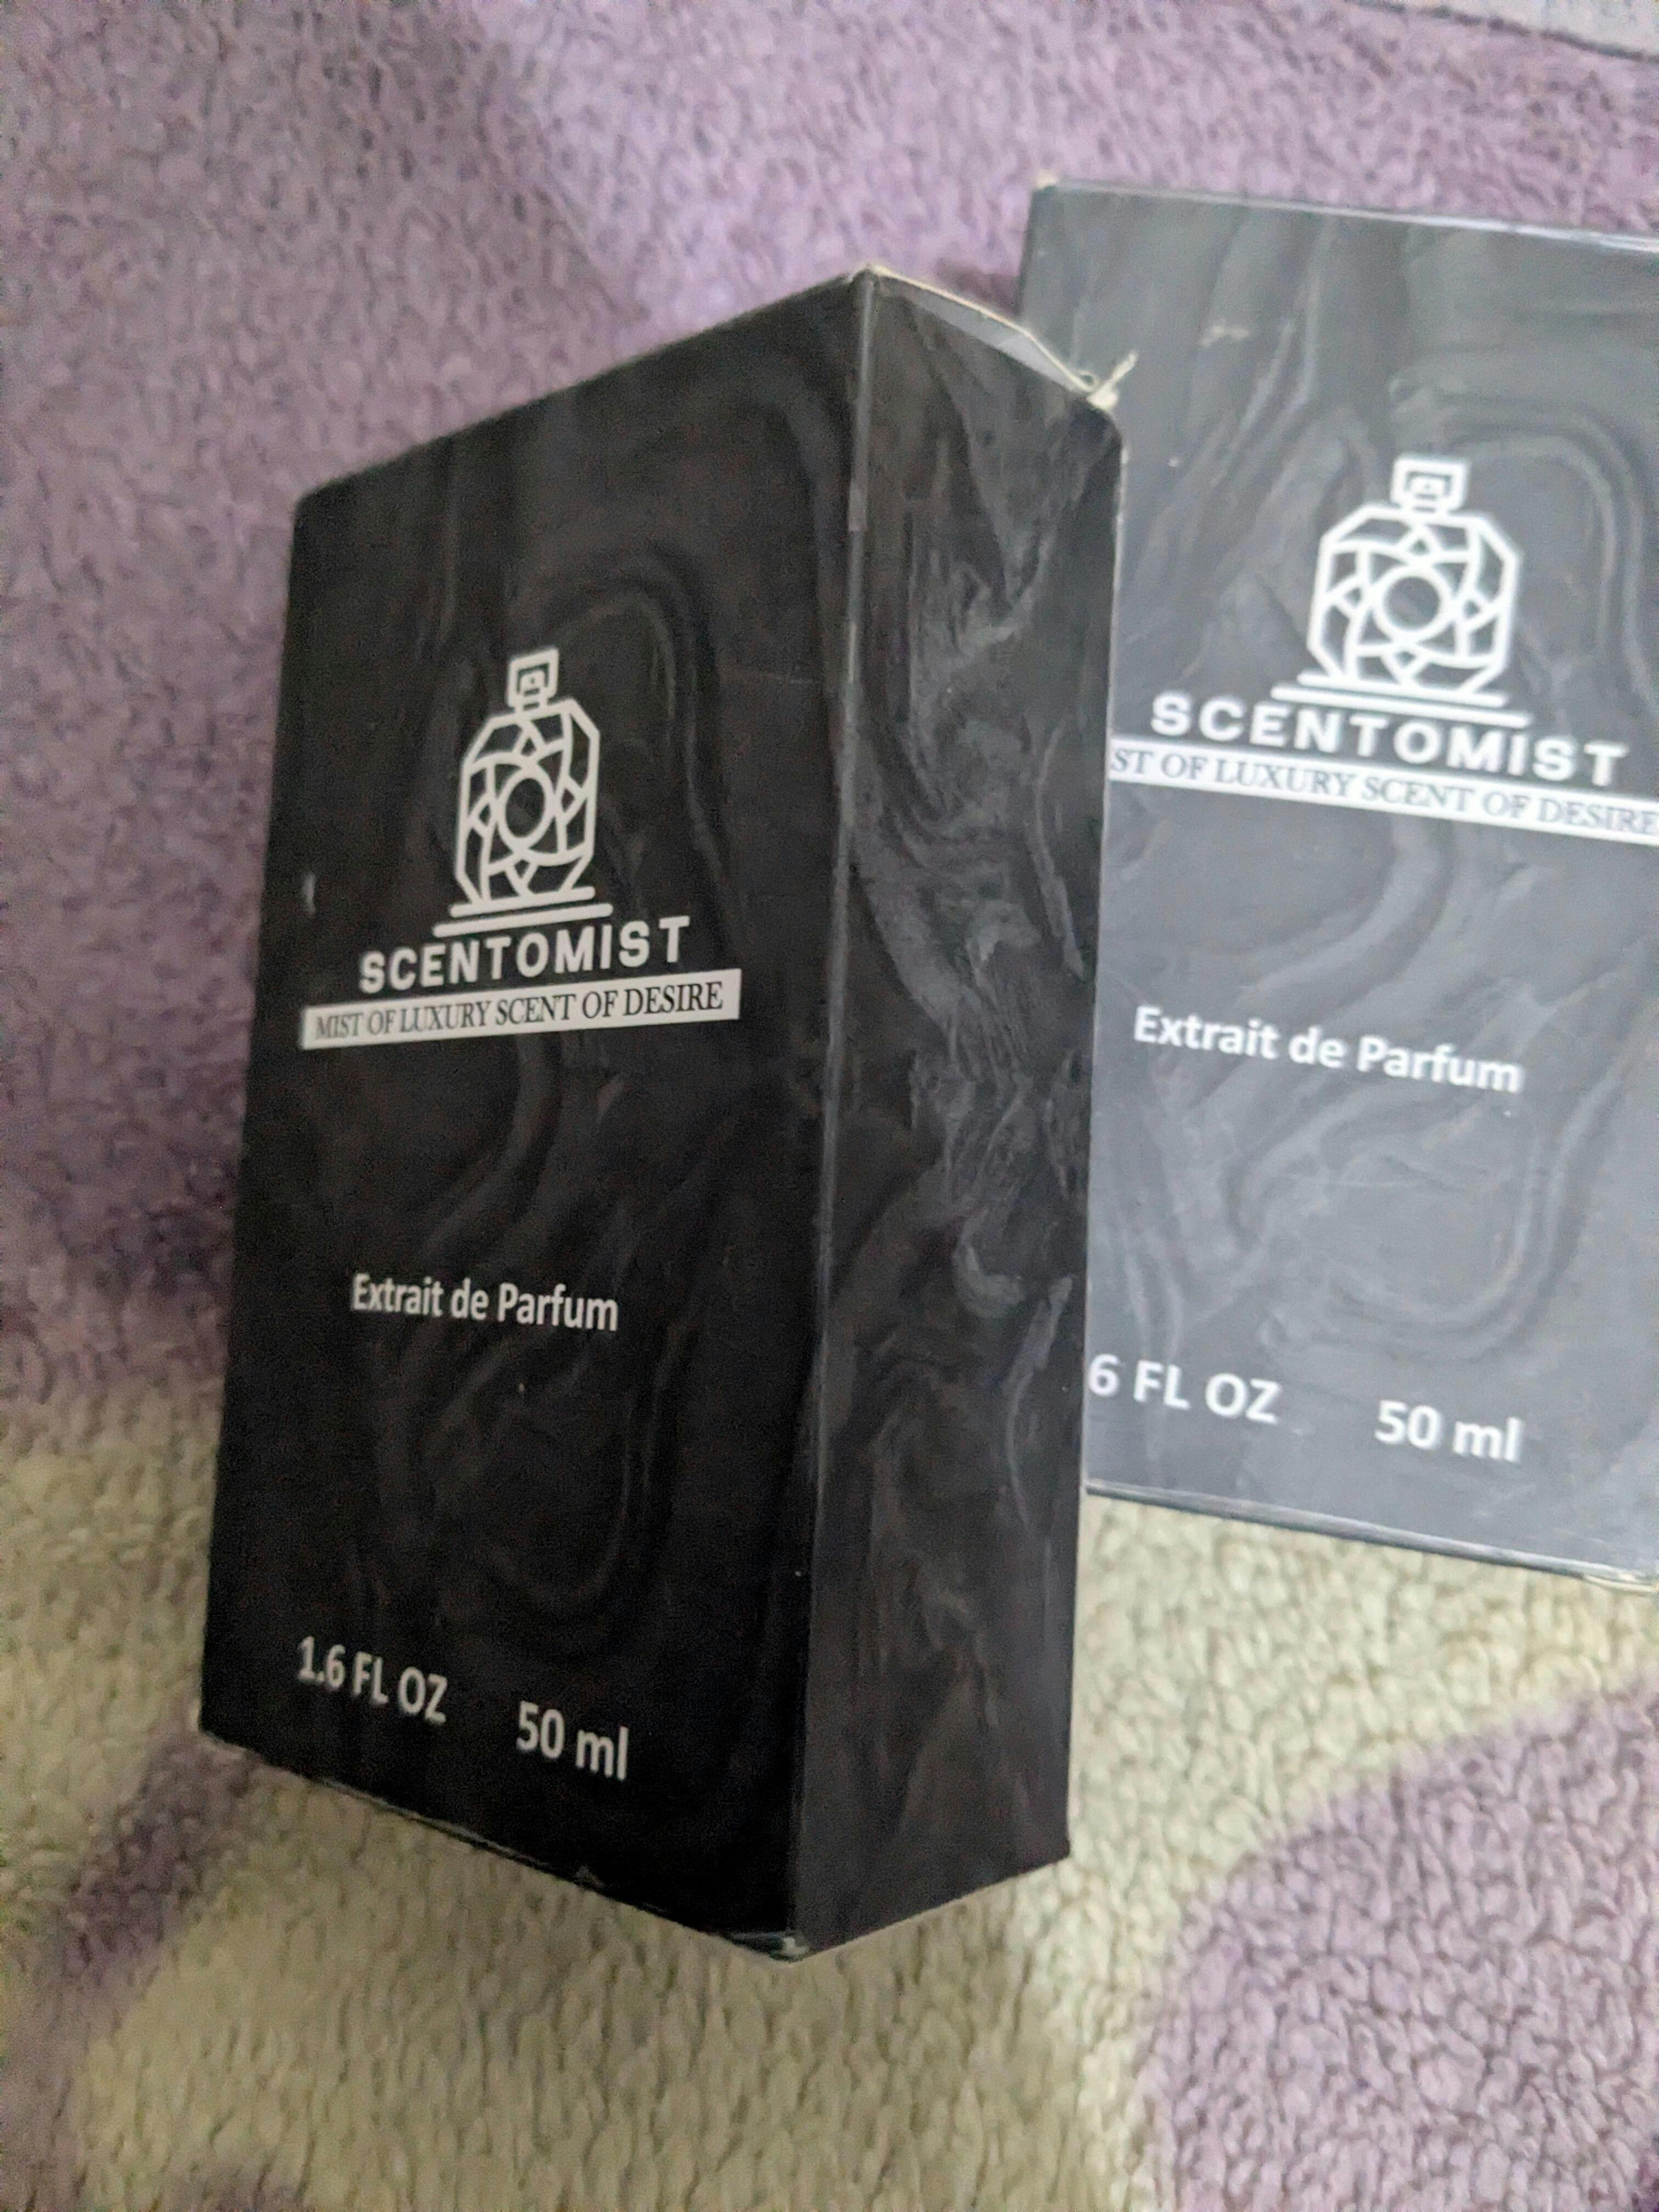 SCENTOMIST
MIST OF LUXURY SCENT OF DESIRE
Extrait de Parfum
1.6 FL OZ 50 ml
SCENTOMIST
ST OF LUXURY SCENT OF DESIRE
Extrait de Parfum
6 FL OZ 50 ml